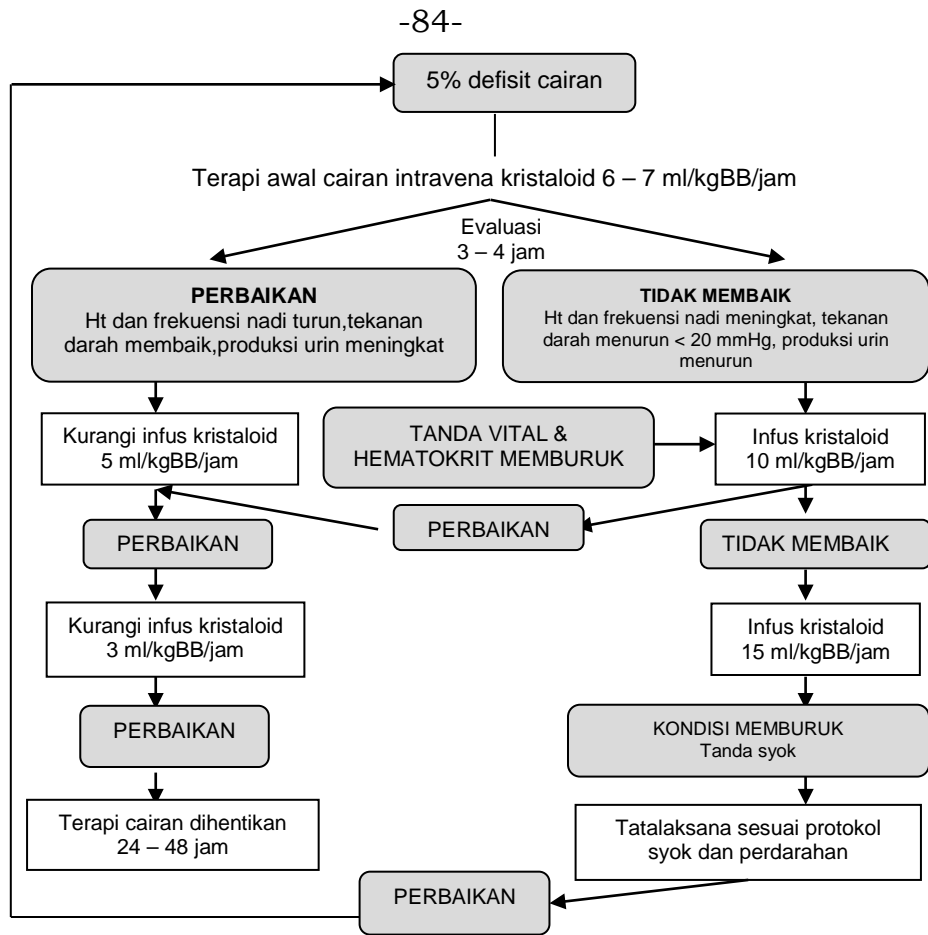 -84-
5% defisit cairan
Terapi awal cairan intravena kristaloid 6 – 7 ml/kgBB/jam
Evaluasi
3 – 4 jam
PERBAIKAN
Ht dan frekuensi nadi turun,tekanan
darah membaik,produksi urin meningkat
TIDAK MEMBAIK
Ht dan frekuensi nadi meningkat, tekanan
darah menurun < 20 mmHg, produksi urin
menurun
Kurangi infus kristaloid
5 ml/kgBB/jam
TANDA VITAL &
HEMATOKRIT MEMBURUK
Infus kristaloid
10 ml/kgBB/jam
PERBAIKAN
PERBAIKAN
TIDAK MEMBAIK
Kurangi infus kristaloid
3 ml/kgBB/jam
Infus kristaloid
15 ml/kgBB/jam
PERBAIKAN
KONDISI MEMBURUK
Tanda syok
Terapi cairan dihentikan
24 – 48 jam
Tatalaksana sesuai protokol
syok dan perdarahan
PERBAIKAN